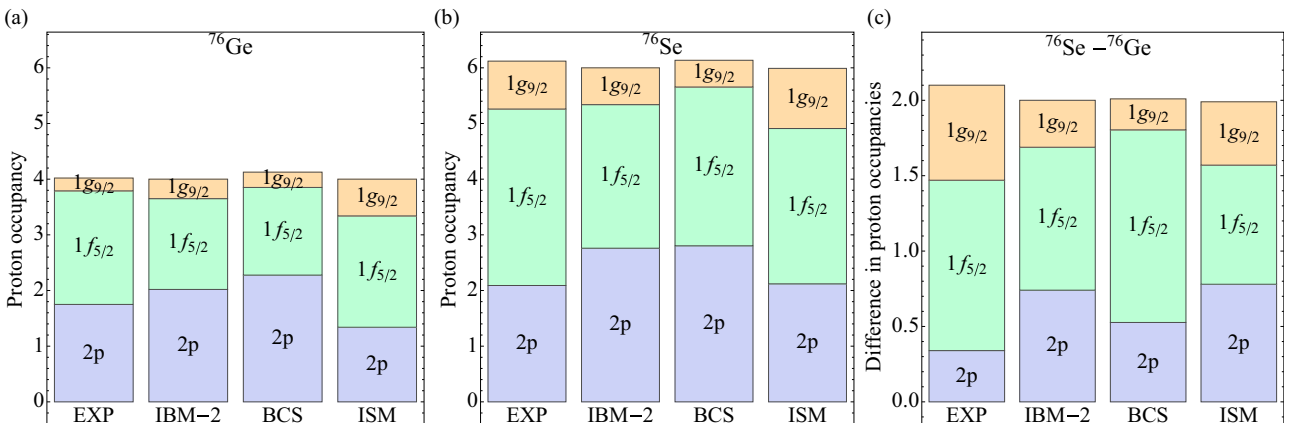 (a)
⁷⁶Ge
Proton occupancy
6
5
4
3
2
1
0
1g₉/₂
1f₅/₂
2p
1g₉/₂
1f₅/₂
2p
1g₉/₂
1f₅/₂
2p
1g₉/₂
1f₅/₂
2p
EXP IBM−2 BCS ISM
(b)
⁷⁶Se
Proton occupancy
6
5
4
3
2
1
0
1g₉/₂
1f₅/₂
2p
1g₉/₂
1f₅/₂
2p
1g₉/₂
1f₅/₂
2p
1g₉/₂
1f₅/₂
2p
EXP IBM−2 BCS ISM
(c)
⁷⁶Se −⁷⁶Ge
Difference in proton occupancies
2.0
1.5
1.0
0.5
0.0
1g₉/₂
1f₅/₂
2p
1g₉/₂
1f₅/₂
2p
1g₉/₂
1f₅/₂
2p
1g₉/₂
1f₅/₂
2p
EXP IBM−2 BCS ISM